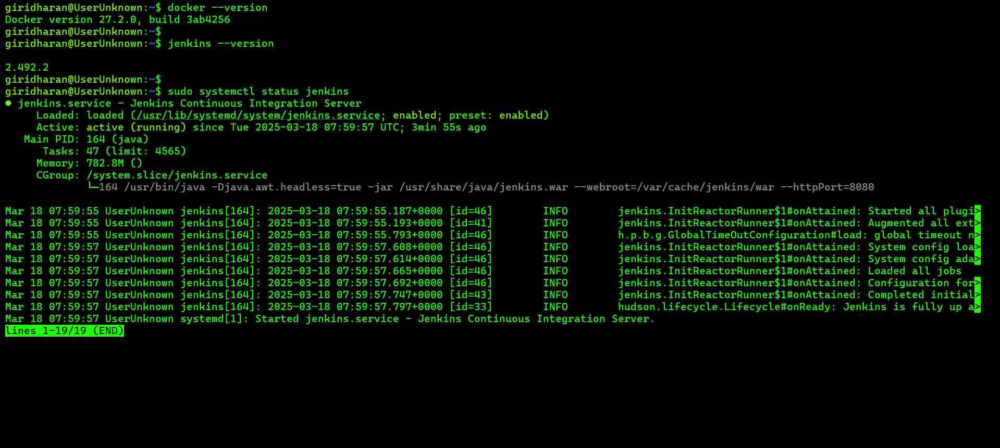 giridharan@UserUnknown:~$ docker --version
Docker version 27.2.0, build 3ab4256
giridharan@UserUnknown:~$
giridharan@UserUnknown:~$ jenkins --version
2.492.2
giridharan@UserUnknown:~$
giridharan@UserUnknown:~$ sudo systemctl status jenkins
● jenkins.service - Jenkins Continuous Integration Server
     Loaded: loaded (/usr/lib/systemd/system/jenkins.service; enabled; preset: enabled)
     Active: active (running) since Tue 2025-03-18 07:59:57 UTC; 3min 55s ago
   Main PID: 164 (java)
      Tasks: 47 (limit: 4565)
     Memory: 782.8M ()
     CGroup: /system.slice/jenkins.service
             └─164 /usr/bin/java -Djava.awt.headless=true -jar /usr/share/java/jenkins.war --webroot=/var/cache/jenkins/war --httpPort=8080
Mar 18 07:59:55 UserUnknown jenkins[164]: 2025-03-18 07:59:55.187+0000 [id=46]        INFO        jenkins.InitReactorRunner$1#onAttained: Started all plugi>
Mar 18 07:59:55 UserUnknown jenkins[164]: 2025-03-18 07:59:55.193+0000 [id=41]        INFO        jenkins.InitReactorRunner$1#onAttained: Augmented all ext>
Mar 18 07:59:55 UserUnknown jenkins[164]: 2025-03-18 07:59:55.793+0000 [id=46]        INFO        h.p.b.g.GlobalTimeOutConfiguration#load: global timeout n>
Mar 18 07:59:57 UserUnknown jenkins[164]: 2025-03-18 07:59:57.608+0000 [id=46]        INFO        jenkins.InitReactorRunner$1#onAttained: System config loa>
Mar 18 07:59:57 UserUnknown jenkins[164]: 2025-03-18 07:59:57.614+0000 [id=46]        INFO        jenkins.InitReactorRunner$1#onAttained: System config ada>
Mar 18 07:59:57 UserUnknown jenkins[164]: 2025-03-18 07:59:57.665+0000 [id=46]        INFO        jenkins.InitReactorRunner$1#onAttained: Loaded all jobs
Mar 18 07:59:57 UserUnknown jenkins[164]: 2025-03-18 07:59:57.692+0000 [id=46]        INFO        jenkins.InitReactorRunner$1#onAttained: Configuration for>
Mar 18 07:59:57 UserUnknown jenkins[164]: 2025-03-18 07:59:57.747+0000 [id=43]        INFO        jenkins.InitReactorRunner$1#onAttained: Completed initial>
Mar 18 07:59:57 UserUnknown jenkins[164]: 2025-03-18 07:59:57.797+0000 [id=33]        INFO        hudson.lifecycle.Lifecycle#onReady: Jenkins is fully up a>
Mar 18 07:59:57 UserUnknown systemd[1]: Started jenkins.service - Jenkins Continuous Integration Server.
lines 1-19/19 (END)